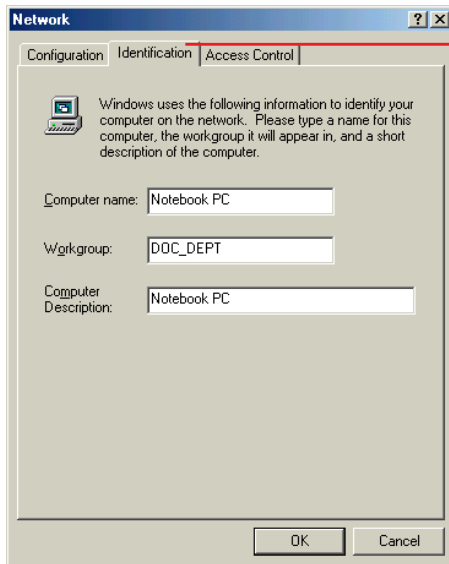 Network
Configuration Identification Access Control
Windows uses the following information to identify your
computer on the network. Please type a name for this
computer, the workgroup it will appear in, and a short
description of the computer.
Computer name: Notebook PC
Workgroup: DOC_DEPT
Computer
Description: Notebook PC
OK Cancel